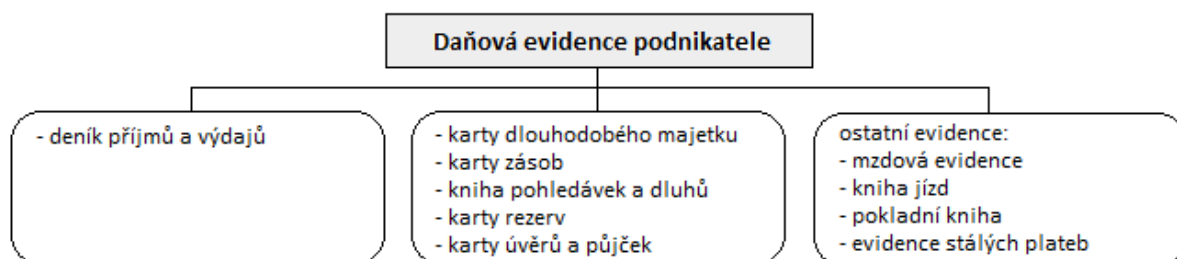 Daňová evidence podnikatele
- deník příjmů a výdajů
- karty dlouhodobého majetku
- karty zásob
- kniha pohledávek a dluhů
- karty rezerv
- karty úvěrů a půjček
ostatní evidence:
- mzdová evidence
- kniha jízd
- pokladní kniha
- evidence stálých plateb